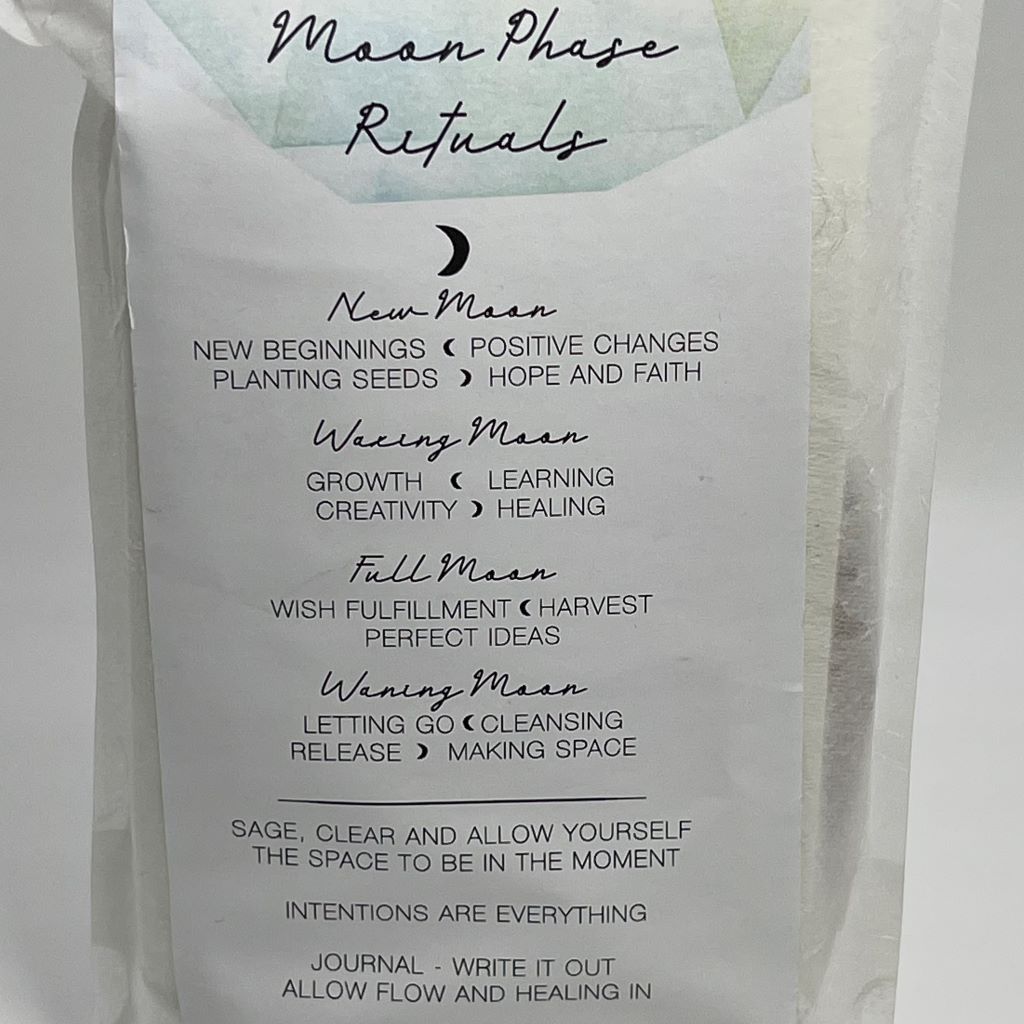 Moon Phase
Rituals
New Moon
NEW BEGINNINGS POSITIVE CHANGES
PLANTING SEEDS HOPE AND FAITH
Waxing Moon
GROWTH LEARNING
CREATIVITY HEALING
Full Moon
WISH FULFILLMENT HARVEST
PERFECT IDEAS
Waning Moon
LETTING GO CLEANSING
RELEASE MAKING SPACE
SAGE, CLEAR AND ALLOW YOURSELF
THE SPACE TO BE IN THE MOMENT
INTENTIONS ARE EVERYTHING
JOURNAL - WRITE IT OUT
ALLOW FLOW AND HEALING IN